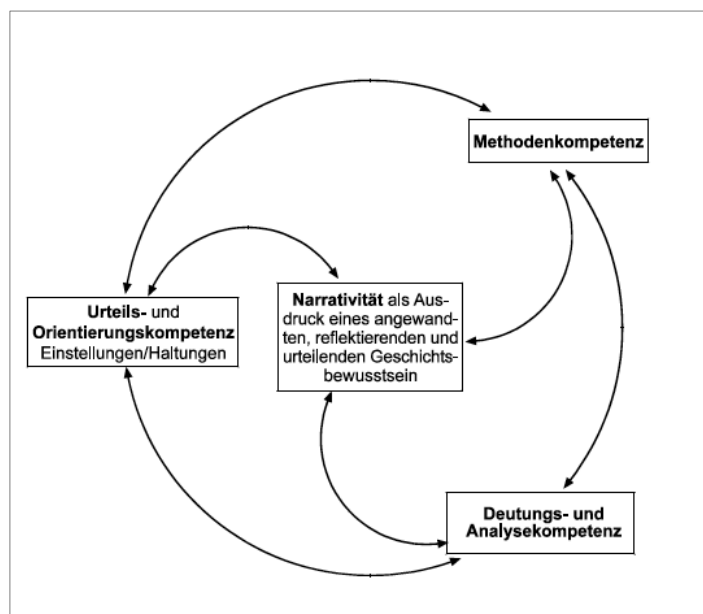 Methodenkompetenz
Urteils- und
Orientierungskompetenz
Einstellungen/Haltungen
Narrativität als Aus-
druck eines angewand-
ten, reflektierenden und
urteilenden Geschichts-
bewusstsein
Deutungs- und
Analysekompetenz